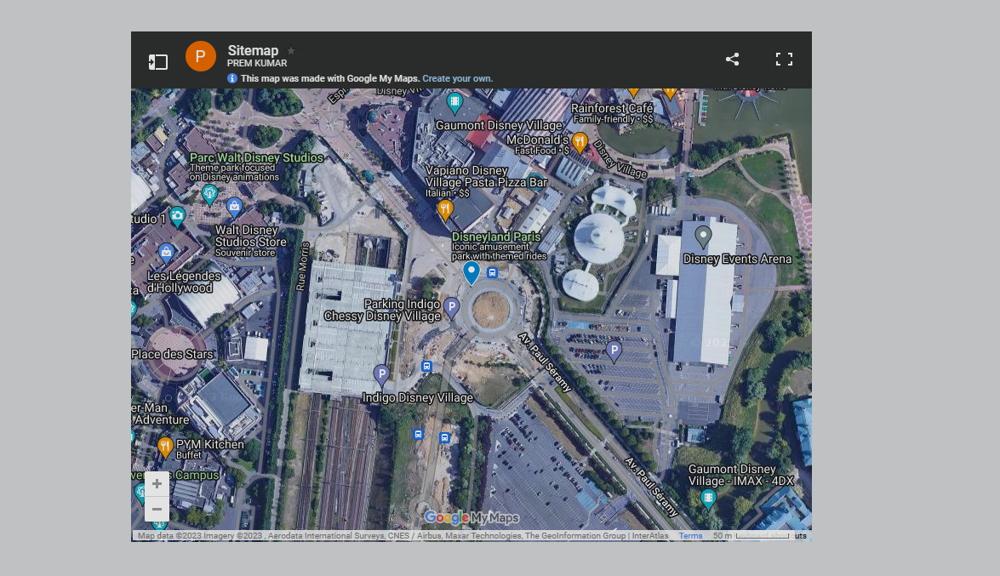 P
Sitemap
PREM KUMAR
This map was made with Google My Maps. Create your own.
Disney Vil
Rainforest Café
Family-friendly • $$
Gaumont Disney Village
McDonald's
Fast Food • $
Disney Village
Parc Walt Disney Studios
Theme park focused
on Disney animations
Vapiano Disney
Village Pasta Pizza Bar
Italian • $$
tudio 1
Walt Disney
Studios Store
Souvenir store
Disneyland Paris
Iconic amusement
park with themed rides
Disney Events Arena
Rue Morris
Les Légendes
d'Hollywood
Parking Indigo
Chessy Disney Village
P
Av. Paul Séramy
P
Place des Stars
P
Indigo Disney Village
er-Man
Adventure
PYM Kitchen
Buffet
Av. Paul Séramy
Gaumont Disney
Village - IMAX - 4DX
Campus
Google My Maps
Map data ©2023 Imagery ©2023 , Aerodata International Surveys, CNES / Airbus, Maxar Technologies, The GeoInformation Group | InterAtlas Terms 50 m